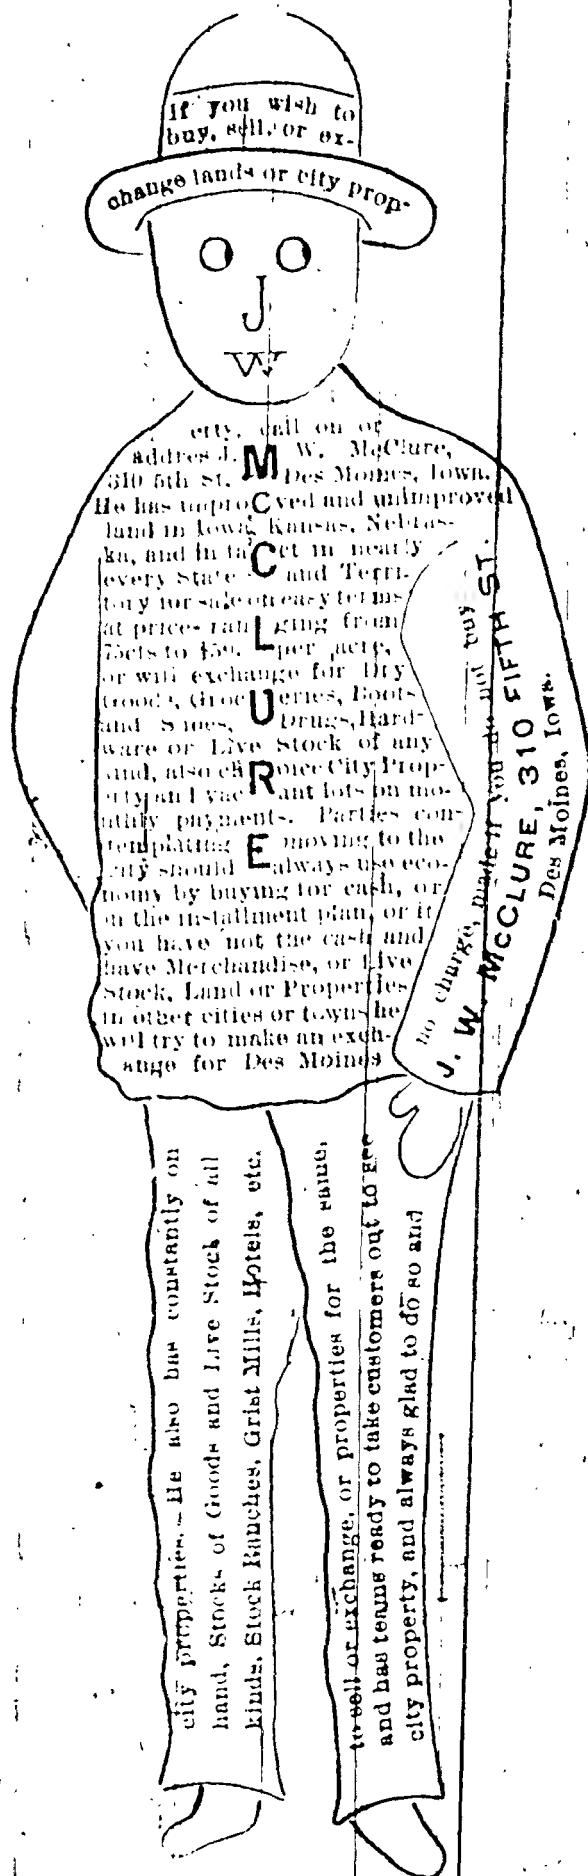 If you wish to
buy, sell, or ex-
change lands or city prop-
J
W
erty, call on or
addres J. W. McClure,
310 5th St. Des Moines, Iowa.
He has improved and unimproved
land in Iowa, Kansas, Nebras-
ka, and in fact in nearly
every State and Terri-
tory for sale on easy terms
at prices ranging from
75cts to $50. per acre,
or will exchange for Dry
Goods, Groceries, Boots
and Shoes, Drugs, Hard-
ware or Live Stock of any
kind, also choice City Prop-
erty and vacant lots on mo-
nthly payments. Parties con-
templating moving to the
city should always use eco-
nomy by buying for cash, or
on the installment plan, or if
you have not the cash and
have Merchandise, or Live
Stock, Land or Properties
in other cities or towns he
will try to make an exch-
ange for Des Moines
McCLURE
city properties.—He also has constantly on
hand, Stocks of Goods and Live Stock of all
kinds, Stock Ranches, Grist Mills, Hotels, etc.
to sell or exchange, or properties for the same,
and has teams ready to take customers out to see
city property, and always glad to do so and
no charge, made if you do not buy
J. W. McCLURE, 310 FIFTH ST.
Des Moines, Iowa.